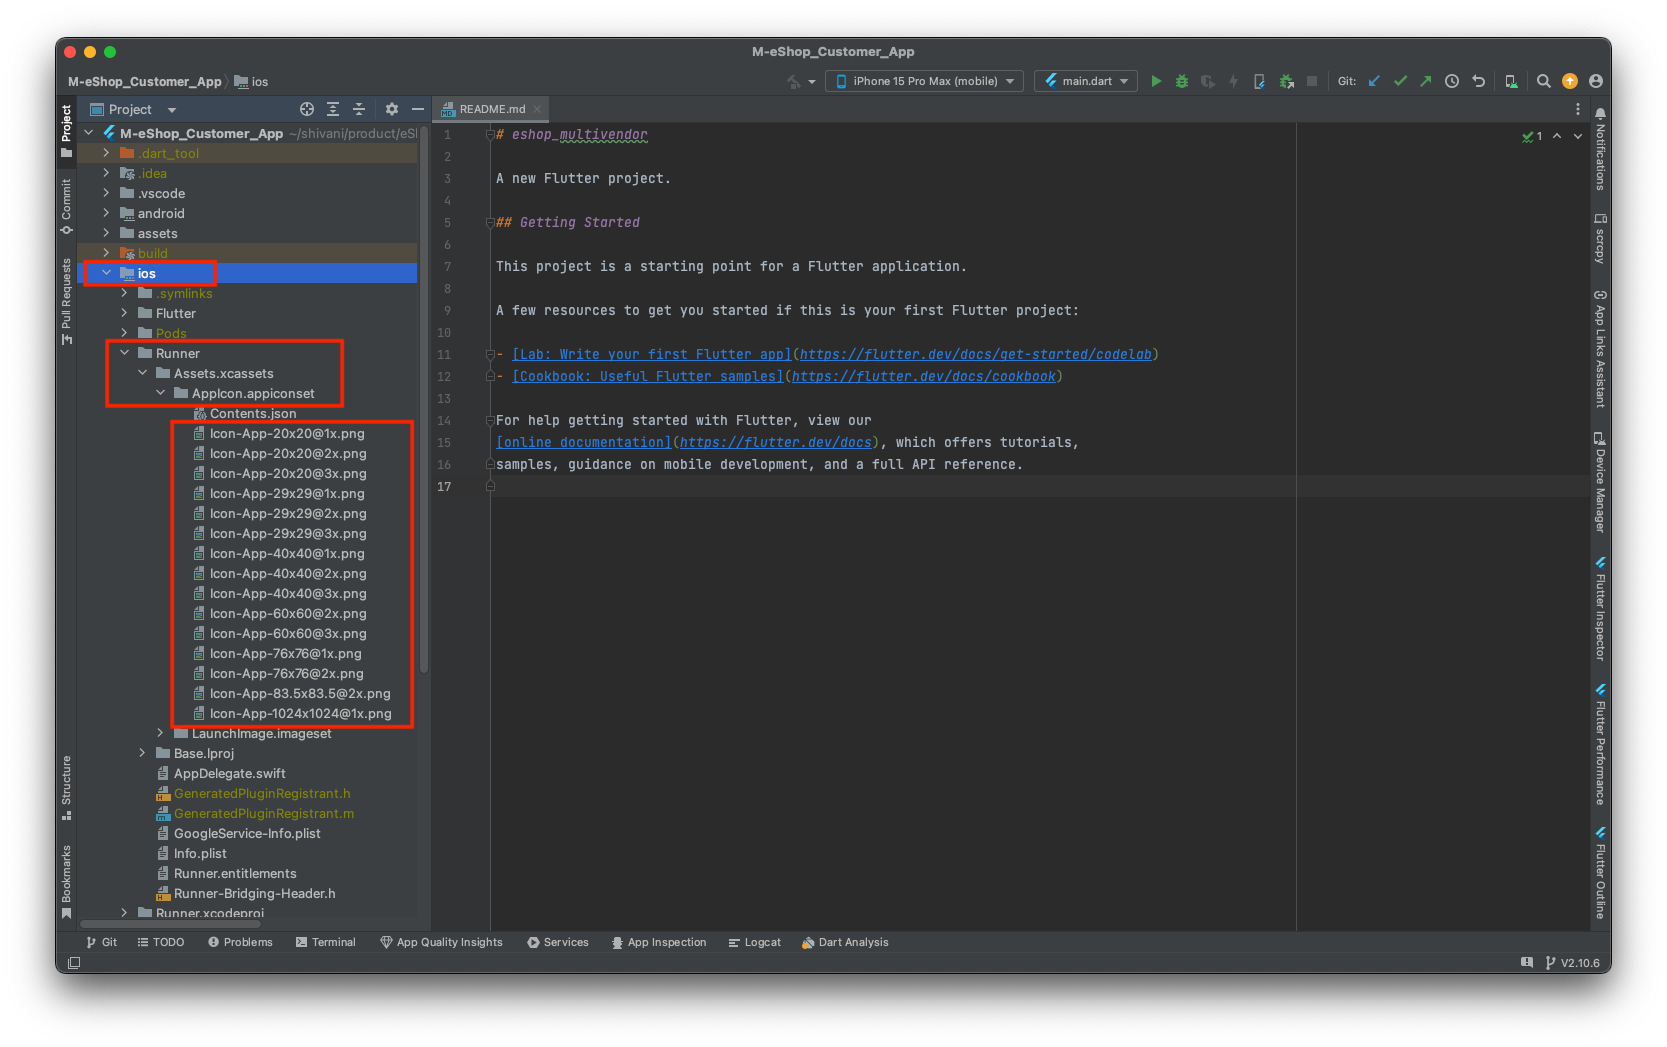 M-eShop_Customer_App
M-eShop_Customer_App
ios
iPhone 15 Pro Max (mobile)
main.dart
Git:
Project
README.md
Project
Commit
Pull Requests
Structure
Bookmarks
M-eShop_Customer_App ~/shivani/product/eS
.dart_tool
.idea
.vscode
android
assets
build
ios
.symlinks
Flutter
Pods
Runner
Assets.xcassets
AppIcon.appiconset
Contents.json
Icon-App-20x20@1x.png
Icon-App-20x20@2x.png
Icon-App-20x20@3x.png
Icon-App-29x29@1x.png
Icon-App-29x29@2x.png
Icon-App-29x29@3x.png
Icon-App-40x40@1x.png
Icon-App-40x40@2x.png
Icon-App-40x40@3x.png
Icon-App-60x60@2x.png
Icon-App-60x60@3x.png
Icon-App-76x76@1x.png
Icon-App-76x76@2x.png
Icon-App-83.5x83.5@2x.png
Icon-App-1024x1024@1x.png
LaunchImage.imageset
Base.lproj
AppDelegate.swift
GeneratedPluginRegistrant.h
GeneratedPluginRegistrant.m
GoogleService-Info.plist
Info.plist
Runner.entitlements
Runner-Bridging-Header.h
Runner.xcodeproj
1 # eshop_multivendor
2
3 A new Flutter project.
4
5 ## Getting Started
6
7 This project is a starting point for a Flutter application.
8
9 A few resources to get you started if this is your first Flutter project:
10
11 - [Lab: Write your first Flutter app](https://flutter.dev/docs/get-started/codelab)
12 - [Cookbook: Useful Flutter samples](https://flutter.dev/docs/cookbook)
13
14 For help getting started with Flutter, view our
15 [online documentation](https://flutter.dev/docs), which offers tutorials,
16 samples, guidance on mobile development, and a full API reference.
17
1
Notifications
scrcpy
App Links Assistant
Device Manager
Flutter Inspector
Flutter Performance
Flutter Outline
Git
TODO
Problems
Terminal
App Quality Insights
Services
App Inspection
Logcat
Dart Analysis
V2.10.6